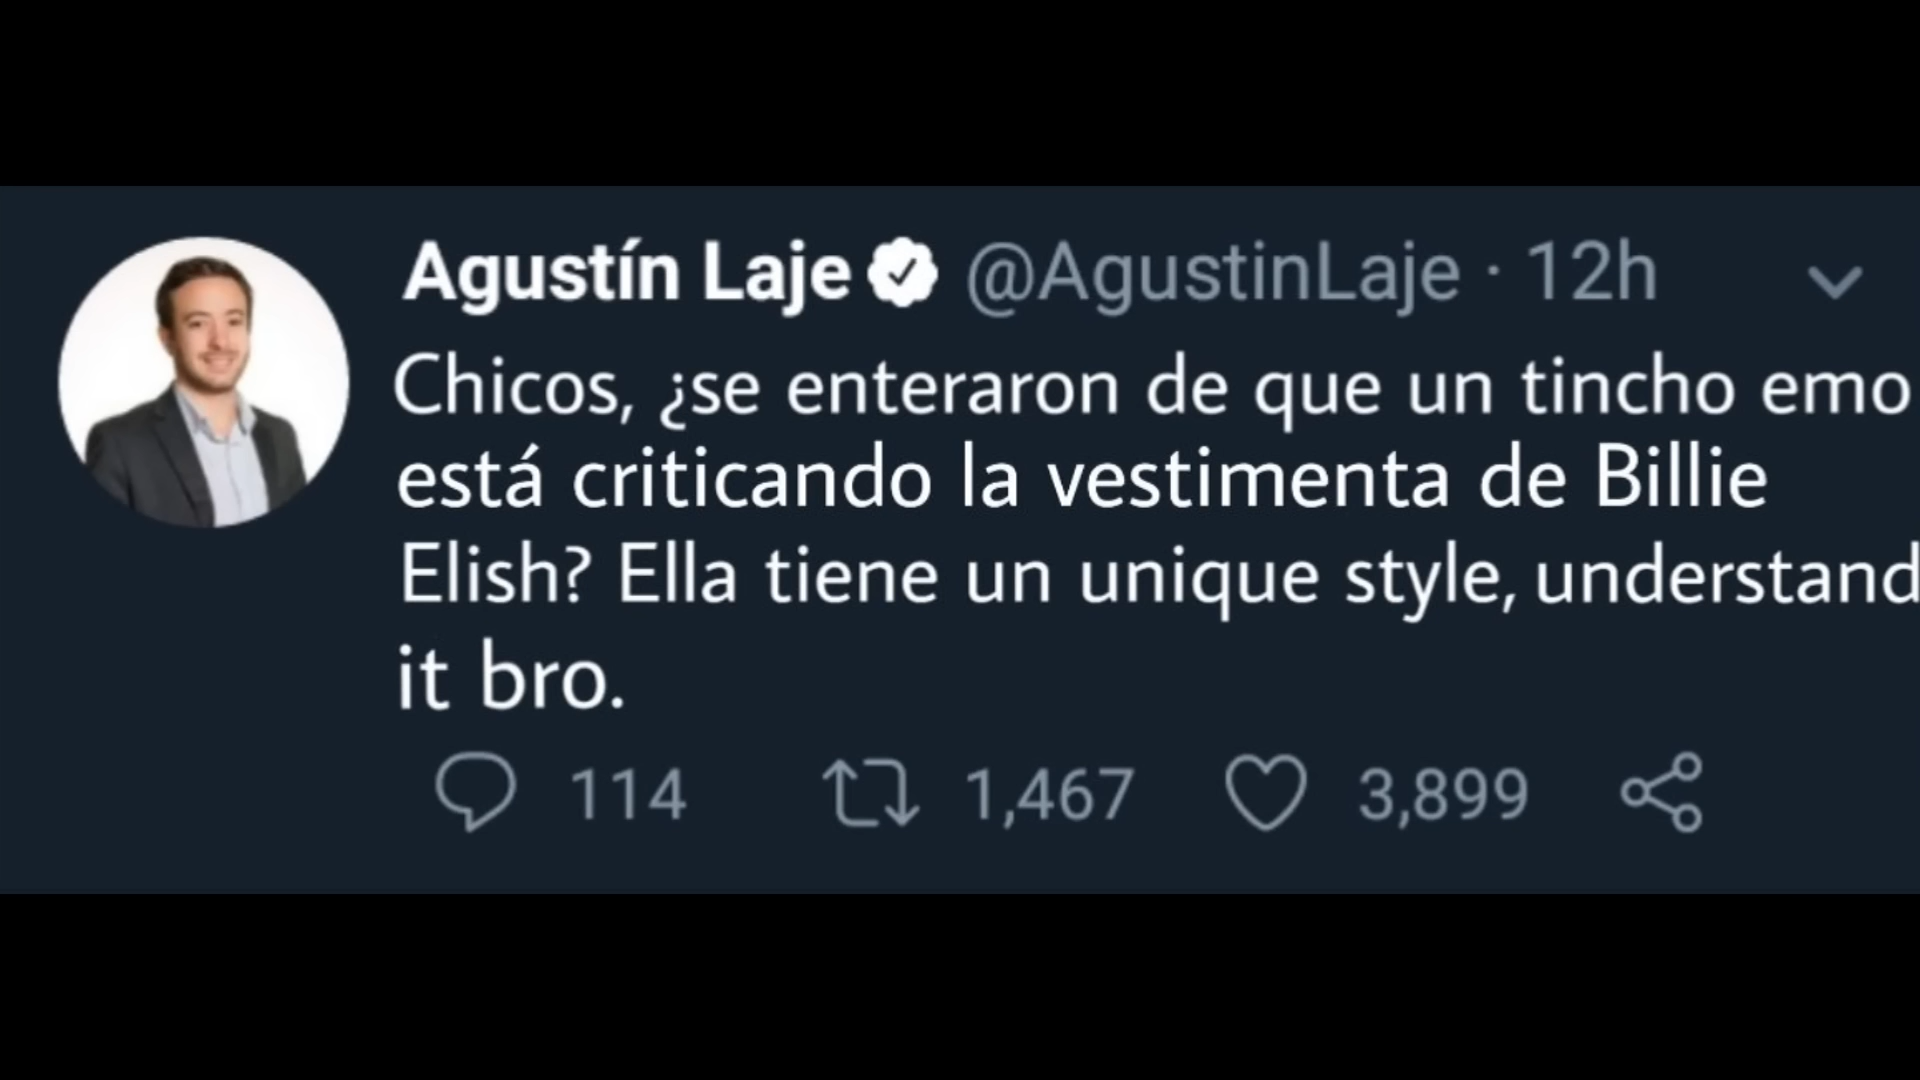 Agustín Laje @AgustinLaje · 12h
Chicos, ¿se enteraron de que un tincho emo
está criticando la vestimenta de Billie
Elish? Ella tiene un unique style, understand
it bro.
114 1,467 3,899